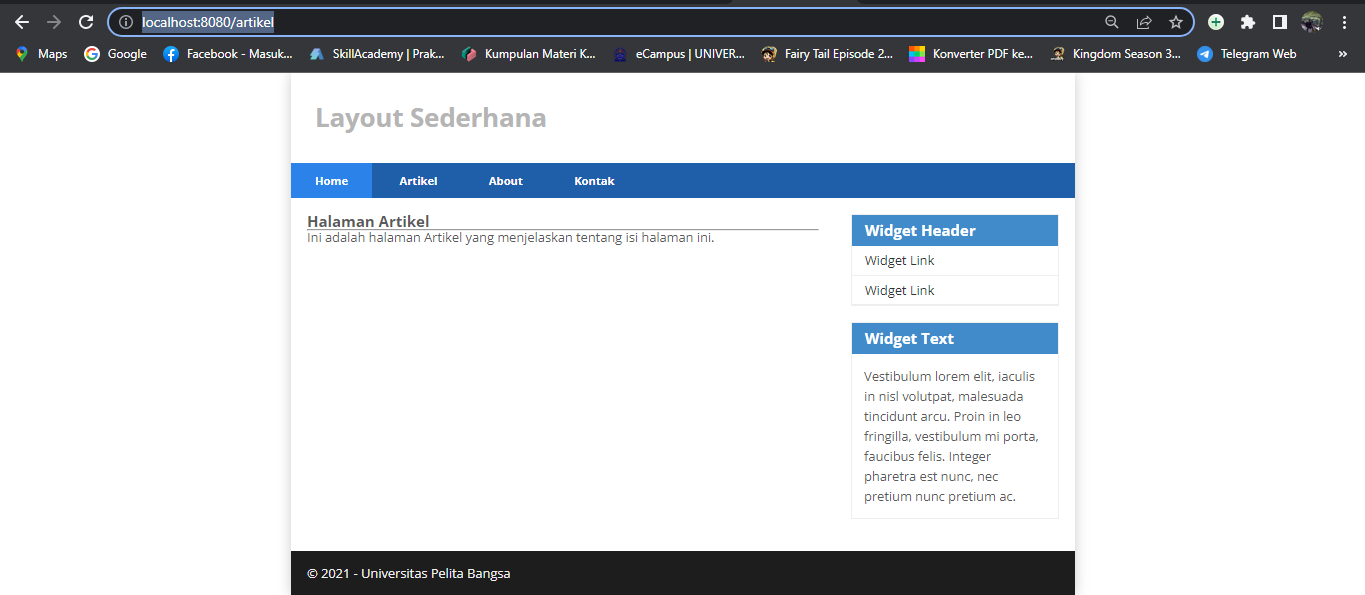 localhost:8080/artikel
Maps Google Facebook - Masuk... SkillAcademy | Prak... Kumpulan Materi K... eCampus | UNIVER... Fairy Tail Episode 2... Konverter PDF ke... Kingdom Season 3... Telegram Web »
Layout Sederhana
Home Artikel About Kontak
Halaman Artikel
Ini adalah halaman Artikel yang menjelaskan tentang isi halaman ini.
Widget Header
Widget Link
Widget Link
Widget Text
Vestibulum lorem elit, iaculis
in nisl volutpat, malesuada
tincidunt arcu. Proin in leo
fringilla, vestibulum mi porta,
faucibus felis. Integer
pharetra est nunc, nec
pretium nunc pretium ac.
© 2021 - Universitas Pelita Bangsa